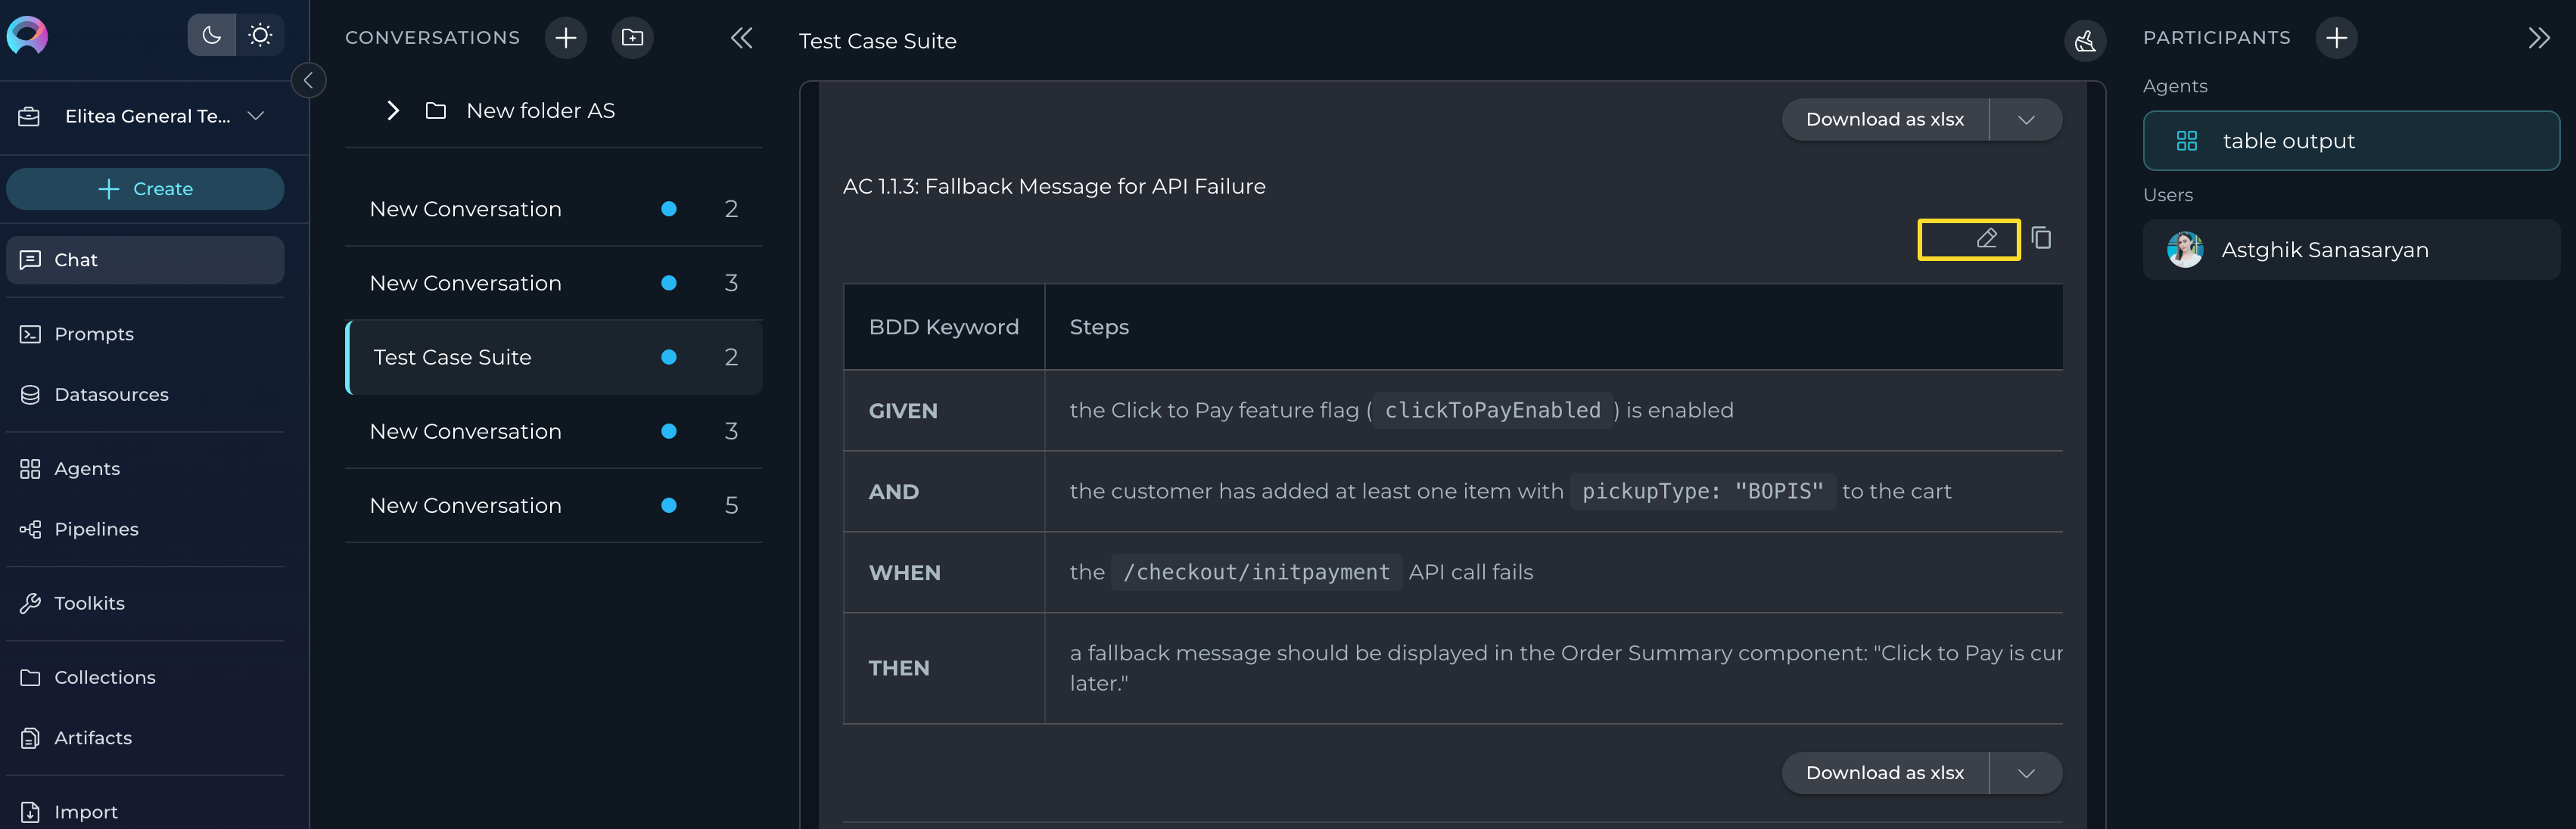 Elitea General Te...
Create
Chat
Prompts
Datasources
Agents
Pipelines
Toolkits
Collections
Artifacts
Import
CONVERSATIONS
New folder AS
New Conversation 2
New Conversation 3
Test Case Suite 2
New Conversation 3
New Conversation 5
Test Case Suite
Download as xlsx
AC 1.1.3: Fallback Message for API Failure
BDD Keyword Steps
GIVEN the Click to Pay feature flag ( clickToPayEnabled ) is enabled
AND the customer has added at least one item with pickupType: "BOPIS" to the cart
WHEN the /checkout/initpayment API call fails
THEN a fallback message should be displayed in the Order Summary component: "Click to Pay is cur
later."
Download as xlsx
PARTICIPANTS
Agents
table output
Users
Astghik Sanasaryan